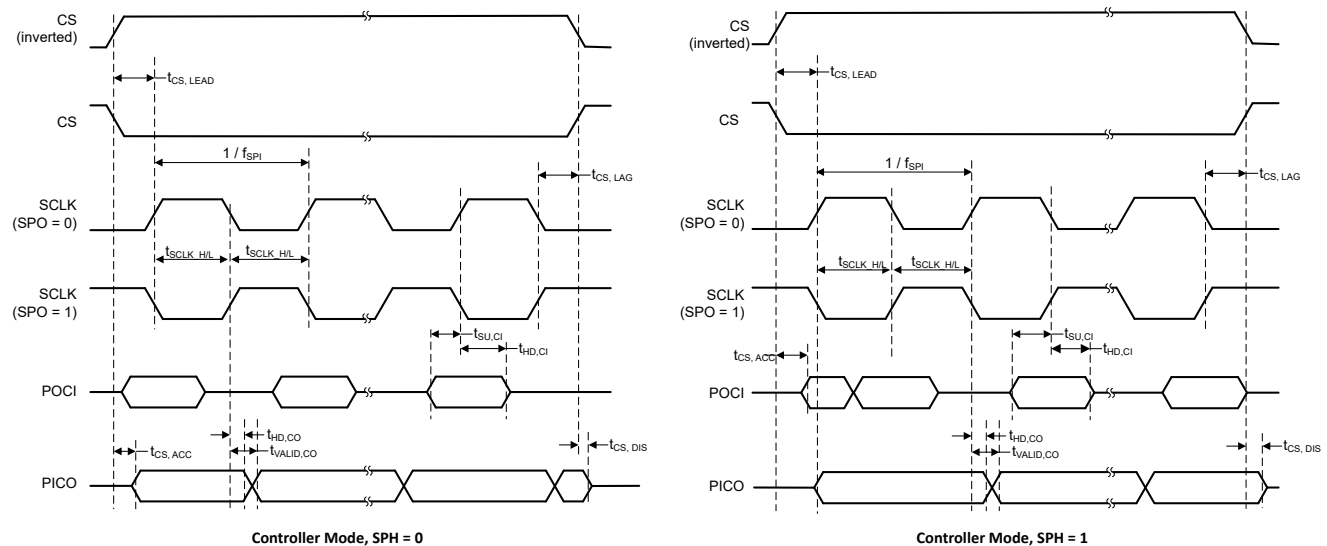 CS
(inverted)
tCS, LEAD
CS
1 / fSPI
tCS, LAG
SCLK
(SPO = 0)
tSCLK_H/L
tSCLK_H/L
SCLK
(SPO = 1)
tSU,CI
tHD,CI
POCI
tHD,CO
tCS, ACC
tVALID,CO
tCS, DIS
PICO
Controller Mode, SPH = 0
CS
(inverted)
tCS, LEAD
CS
1 / fSPI
tCS, LAG
SCLK
(SPO = 0)
tSCLK_H/L
tSCLK_H/L
SCLK
(SPO = 1)
tSU,CI
tCS, ACC
tHD,CI
POCI
tHD,CO
tVALID,CO
tCS, DIS
PICO
Controller Mode, SPH = 1